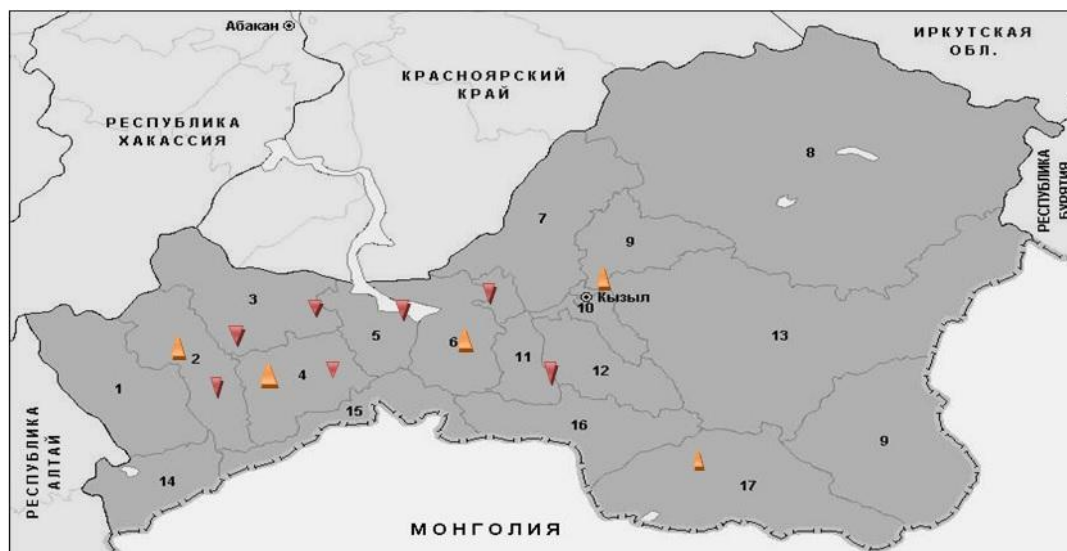 Абакан
ИРКУТСКАЯ
ОБЛ.
КРАСНОЯРСКИЙ
КРАЙ
РЕСПУБЛИКА
ХАКАССИЯ
8
РЕСПУБЛИКА
БУРЯТИЯ
7
9
3
10
Кызыл
5
6
13
2
11
12
4
1
15
16
9
РЕСПУБЛИКА
АЛТАЙ
14
17
МОНГОЛИЯ